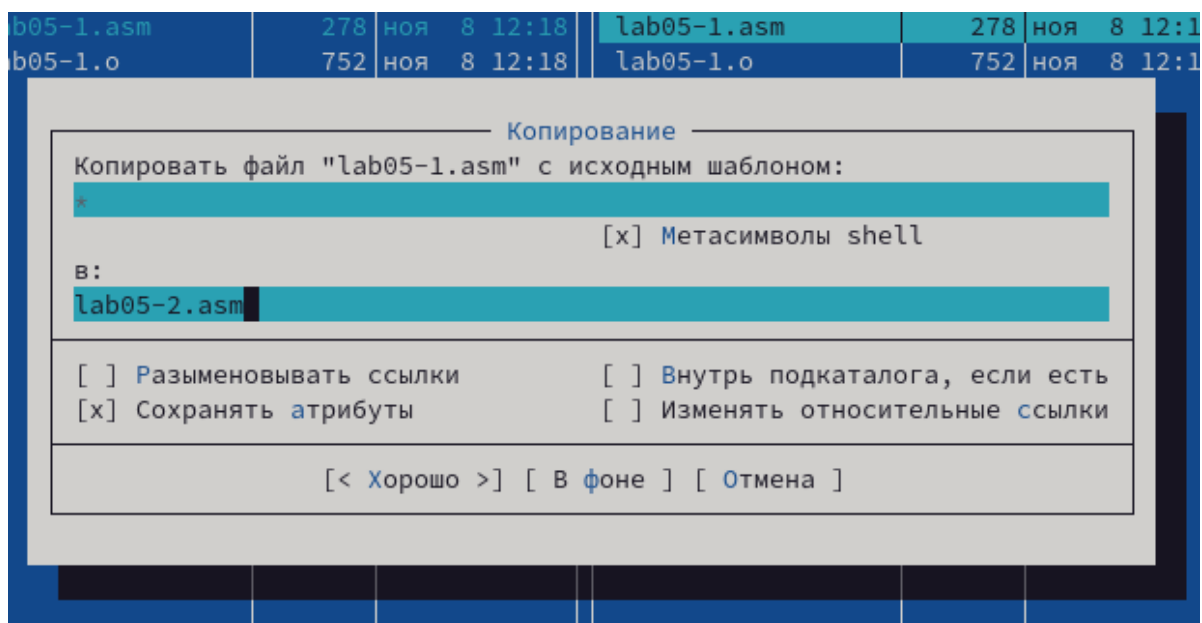 b05-1.asm 278 ноя 8 12:18 lab05-1.asm 278 ноя 8 12:1
b05-1.o 752 ноя 8 12:18 lab05-1.o 752 ноя 8 12:1
Копирование
Копировать файл "lab05-1.asm" с исходным шаблоном:
*
[x] Метасимволы shell
в:
lab05-2.asm
[ ] Разыменовывать ссылки [ ] Внутрь подкаталога, если есть
[x] Сохранять атрибуты [ ] Изменять относительные ссылки
[< Хорошо >] [ В фоне ] [ Отмена ]